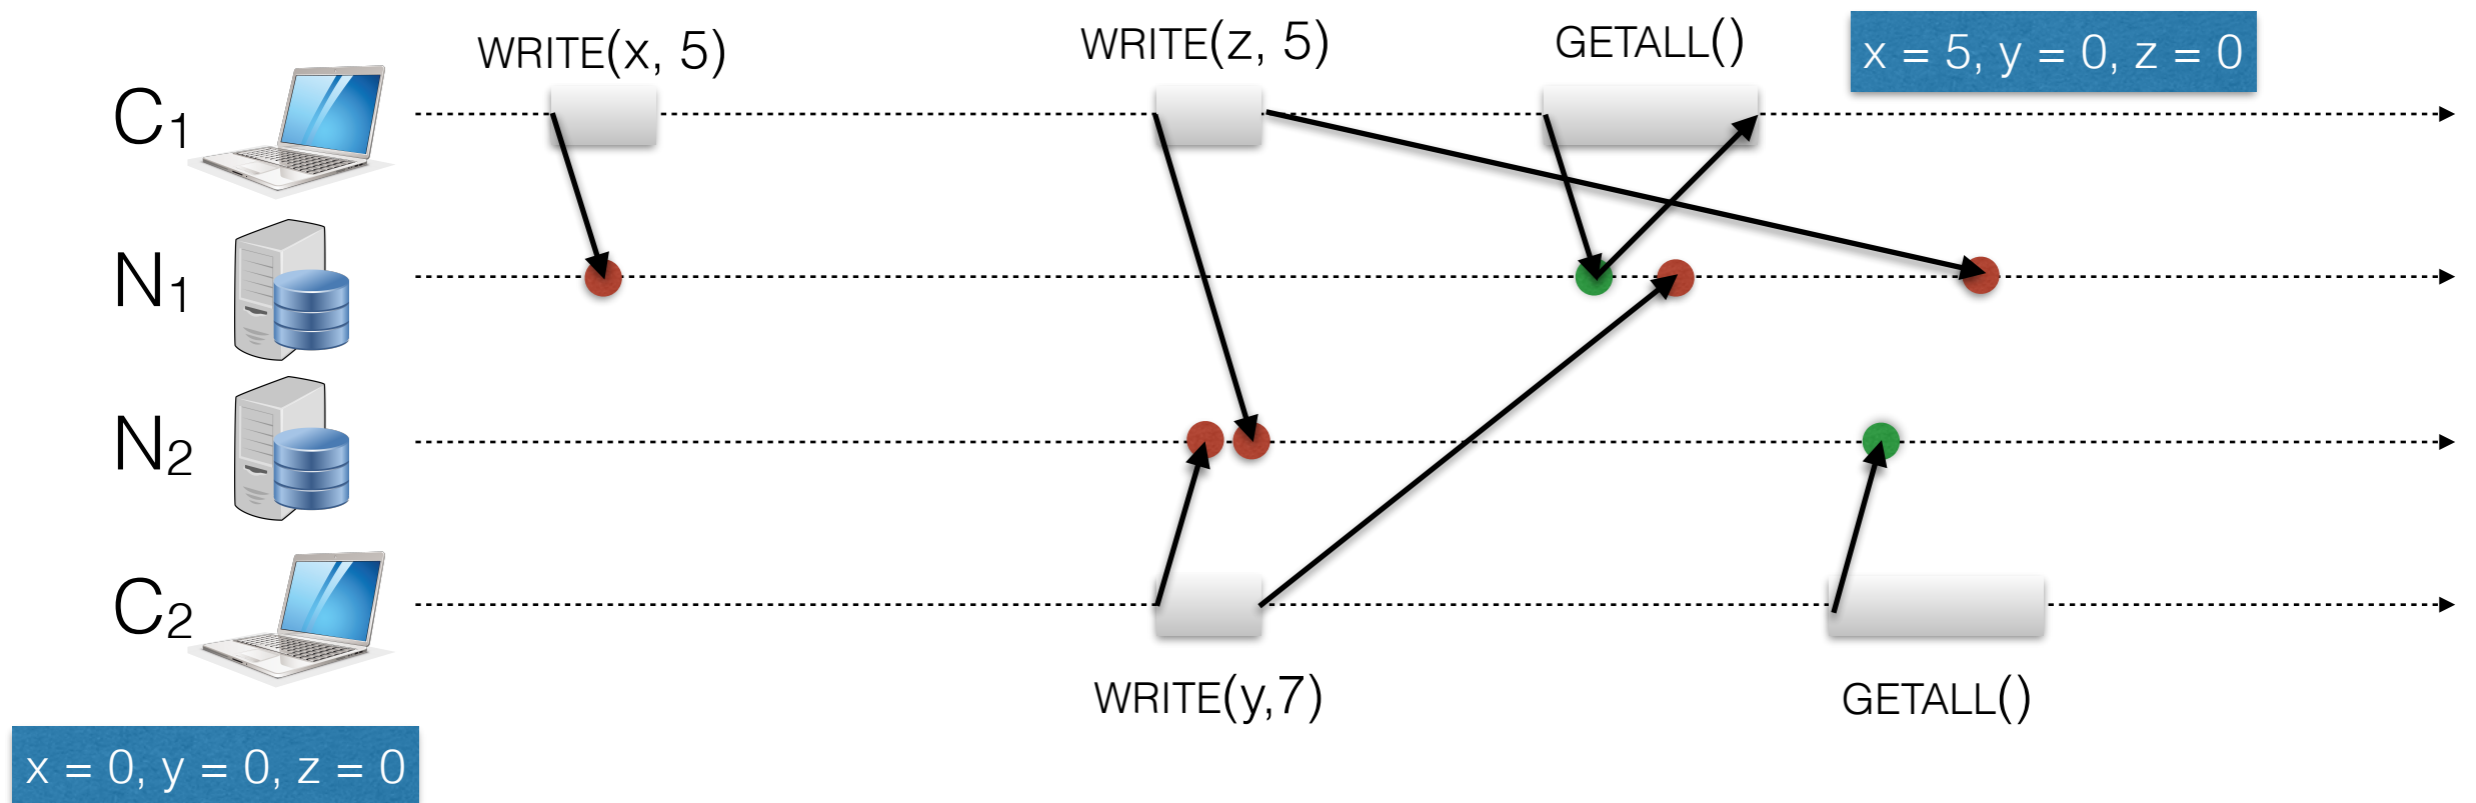 WRITE(x, 5)
WRITE(z, 5)
GETALL()
x = 5, y = 0, z = 0
C1
N1
N2
C2
WRITE(y,7)
GETALL()
x = 0, y = 0, z = 0